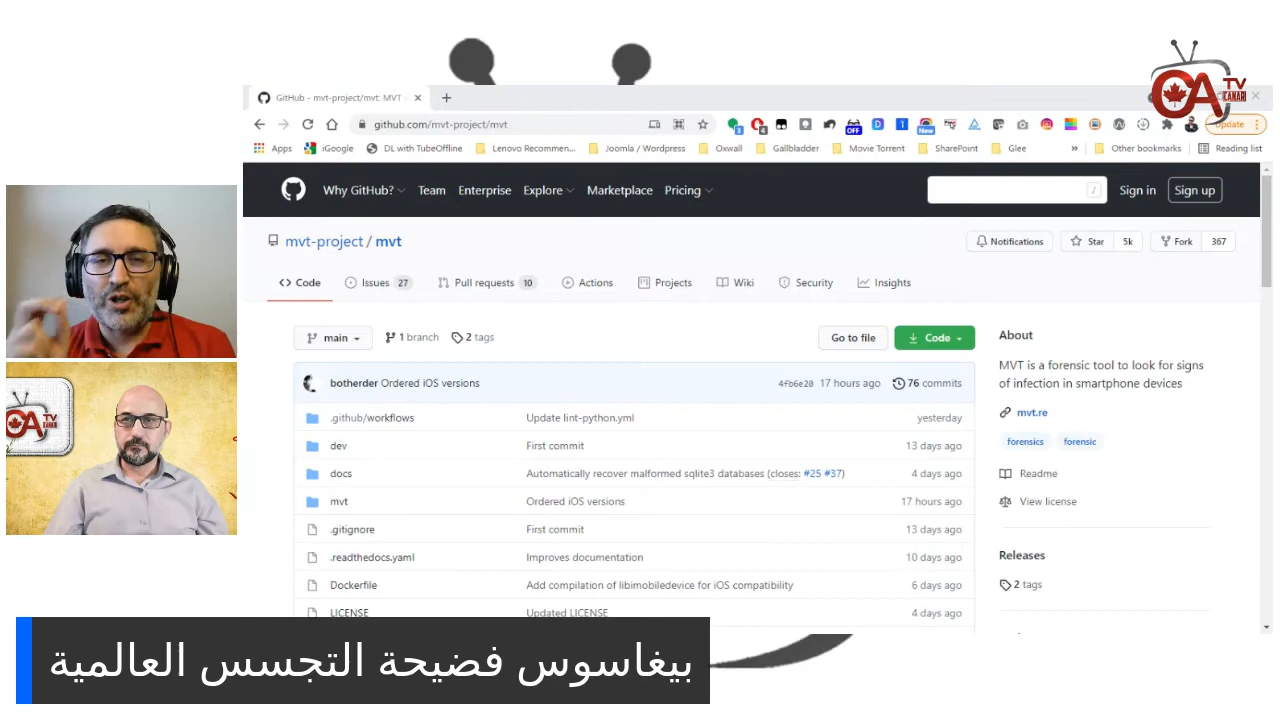 GitHub - mvt-project/mvt: MVT
github.com/mvt-project/mvt
OFF
New
Update
Apps
iGoogle
DL with TubeOffline
Lenovo Recommen...
Joomla / Wordpress
Oxwall
Gallbladder
Movie Torrent
SharePoint
Glee
»
Other bookmarks
Reading list
CA TV
CANARI
Why GitHub?
Team
Enterprise
Explore
Marketplace
Pricing
/
Sign in
Sign up
mvt-project / mvt
Notifications
Star 5k
Fork 367
Code
Issues 27
Pull requests 10
Actions
Projects
Wiki
Security
Insights
main
1 branch
2 tags
Go to file
Code
botherder Ordered iOS versions 4fb6e20 17 hours ago 76 commits
.github/workflows Update lint-python.yml yesterday
dev First commit 13 days ago
docs Automatically recover malformed sqlite3 databases (closes: #25 #37) 4 days ago
mvt Ordered iOS versions 17 hours ago
.gitignore First commit 13 days ago
.readthedocs.yaml Improves documentation 10 days ago
Dockerfile Add compilation of libimobiledevice for iOS compatibility 6 days ago
LICENSE Updated LICENSE 4 days ago
About
MVT is a forensic tool to look for signs
of infection in smartphone devices
mvt.re
forensics forensic
Readme
View license
Releases
2 tags
بيغاسوس فضيحة التجسس العالمية